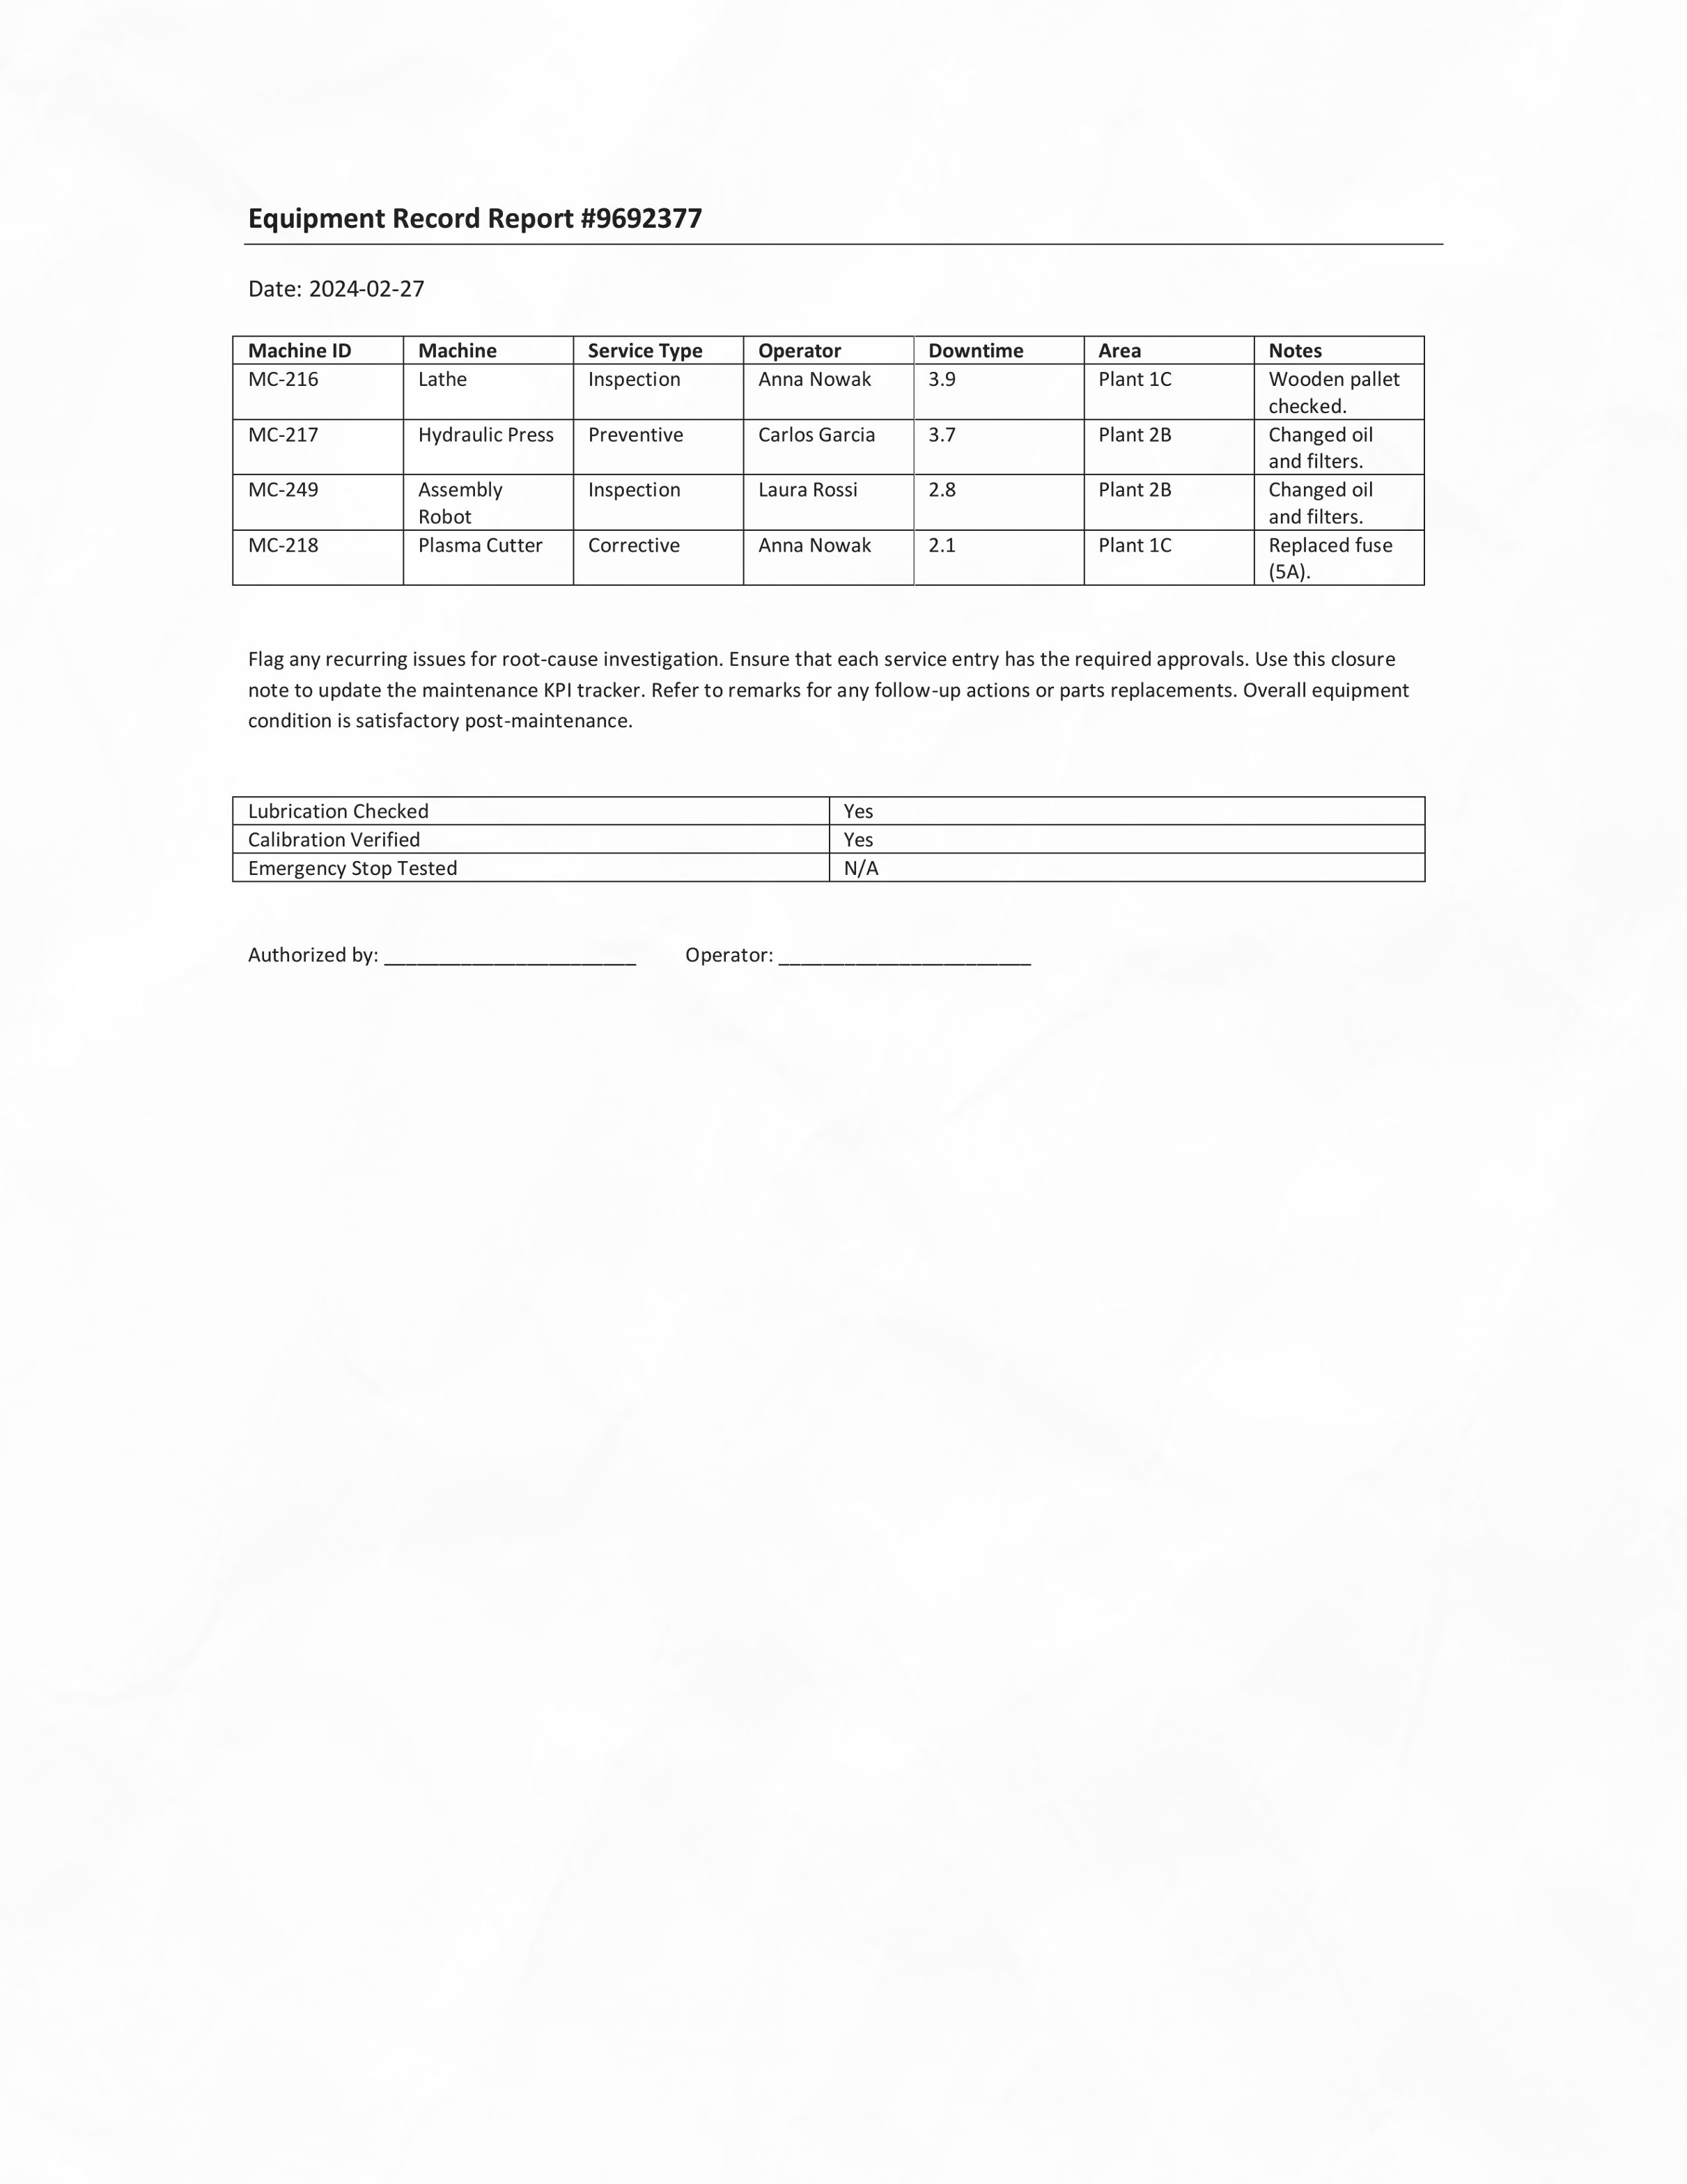 Equipment Record Report #9692377
Date: 2024-02-27
Machine ID Machine Service Type Operator Downtime Area Notes
MC-216 Lathe Inspection Anna Nowak 3.9 Plant 1C Wooden pallet
checked.
MC-217 Hydraulic Press Preventive Carlos Garcia 3.7 Plant 2B Changed oil
and filters.
MC-249 Assembly Inspection Laura Rossi 2.8 Plant 2B Changed oil
Robot and filters.
MC-218 Plasma Cutter Corrective Anna Nowak 2.1 Plant 1C Replaced fuse
(5A).
Flag any recurring issues for root-cause investigation. Ensure that each service entry has the required approvals. Use this closure
note to update the maintenance KPI tracker. Refer to remarks for any follow-up actions or parts replacements. Overall equipment
condition is satisfactory post-maintenance.
Lubrication Checked Yes
Calibration Verified Yes
Emergency Stop Tested N/A
Authorized by: _______________________ Operator: _______________________